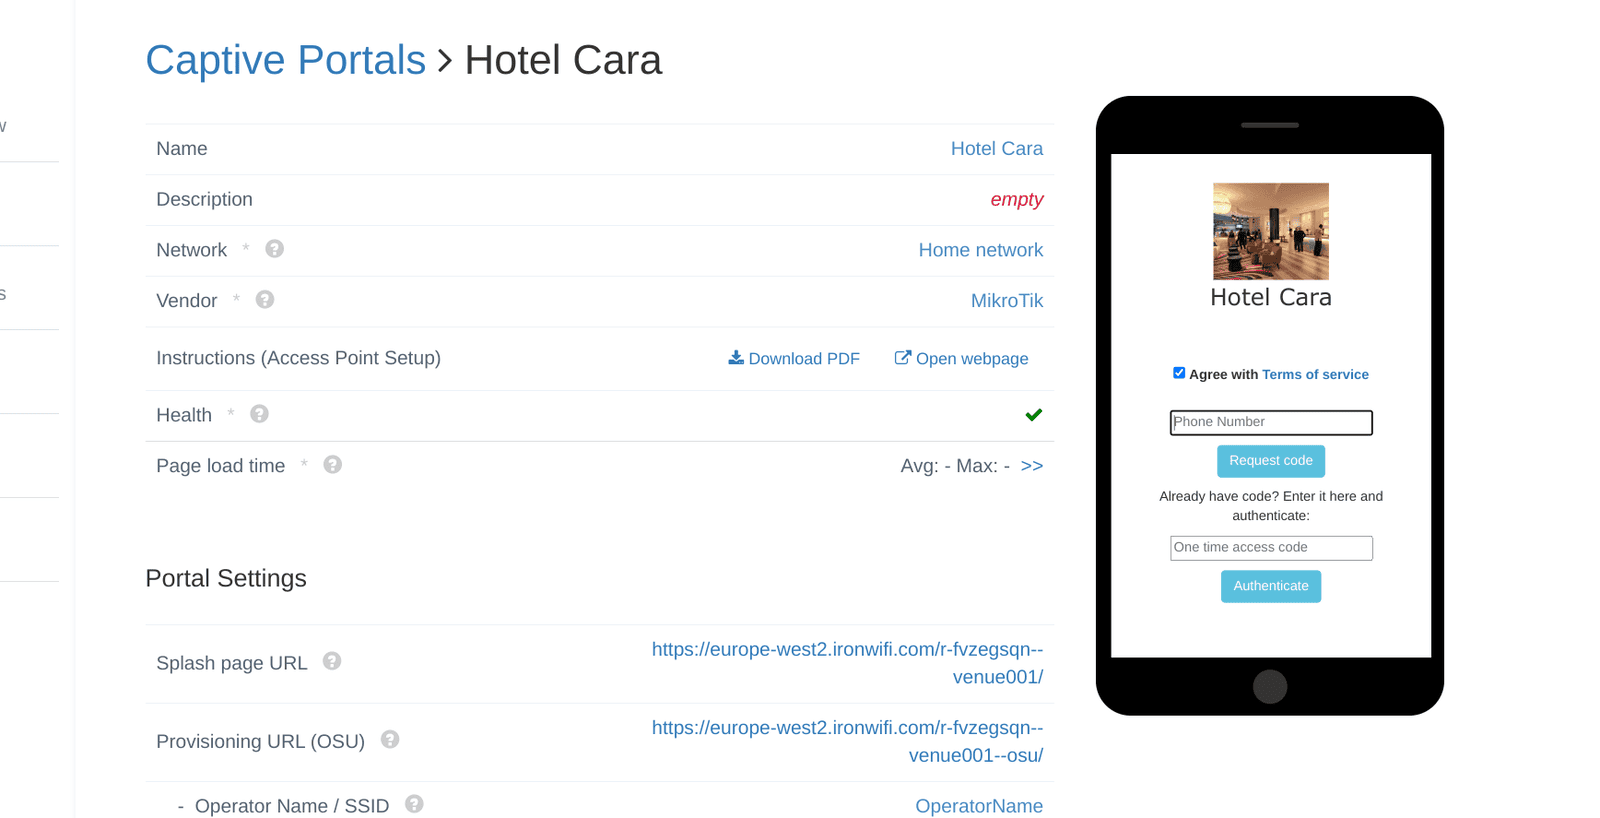 Captive Portals > Hotel Cara
w
s
Name Hotel Cara
Description empty
Network * ? Home network
Vendor * ? MikroTik
Instructions (Access Point Setup) Download PDF Open webpage
Health * ?
Page load time * ? Avg: - Max: - >>
Portal Settings
Splash page URL ? https://europe-west2.ironwifi.com/r-fvzegsqn--
venue001/
Provisioning URL (OSU) ? https://europe-west2.ironwifi.com/r-fvzegsqn--
venue001--osu/
- Operator Name / SSID ? OperatorName
Hotel Cara
Agree with Terms of service
Phone Number
Request code
Already have code? Enter it here and
authenticate:
One time access code
Authenticate